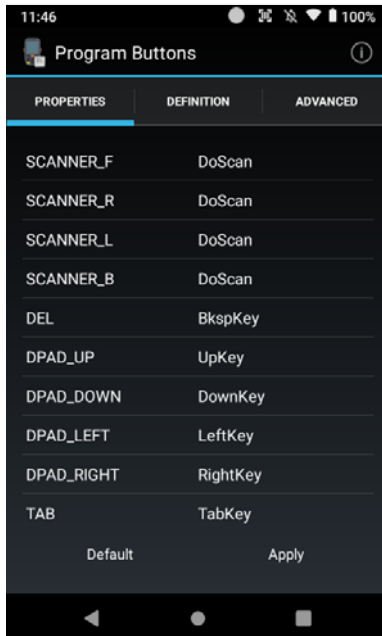 11:46 100%
Program Buttons
PROPERTIES DEFINITION ADVANCED
SCANNER_F DoScan
SCANNER_R DoScan
SCANNER_L DoScan
SCANNER_B DoScan
DEL BkspKey
DPAD_UP UpKey
DPAD_DOWN DownKey
DPAD_LEFT LeftKey
DPAD_RIGHT RightKey
TAB TabKey
Default Apply